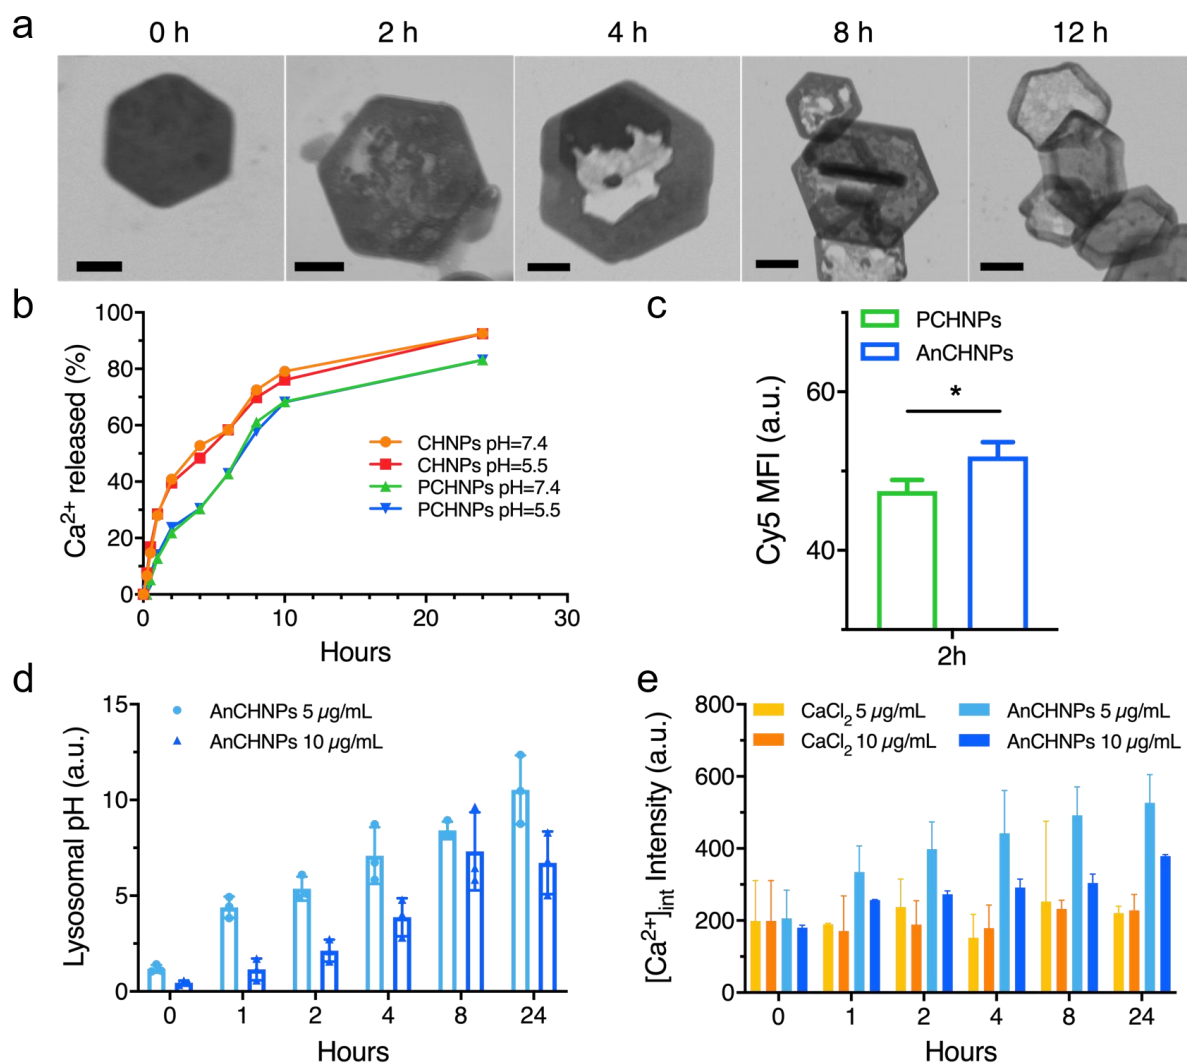 a
0 h 2 h 4 h 8 h 12 h
b
100
80
60
40
20
0
Ca²⁺ released (%)
0 10 20 30
Hours
CHNPs pH=7.4
CHNPs pH=5.5
PCHNPs pH=7.4
PCHNPs pH=5.5
c
PCHNPs
AnCHNPs
*
60
40
Cy5 MFI (a.u.)
2h
d
AnCHNPs 5 µg/mL
AnCHNPs 10 µg/mL
15
10
5
0
Lysosomal pH (a.u.)
0 1 2 4 8 24
Hours
e
CaCl₂ 5 µg/mL AnCHNPs 5 µg/mL
CaCl₂ 10 µg/mL AnCHNPs 10 µg/mL
800
600
400
200
0
[Ca²⁺]int Intensity (a.u.)
0 1 2 4 8 24
Hours